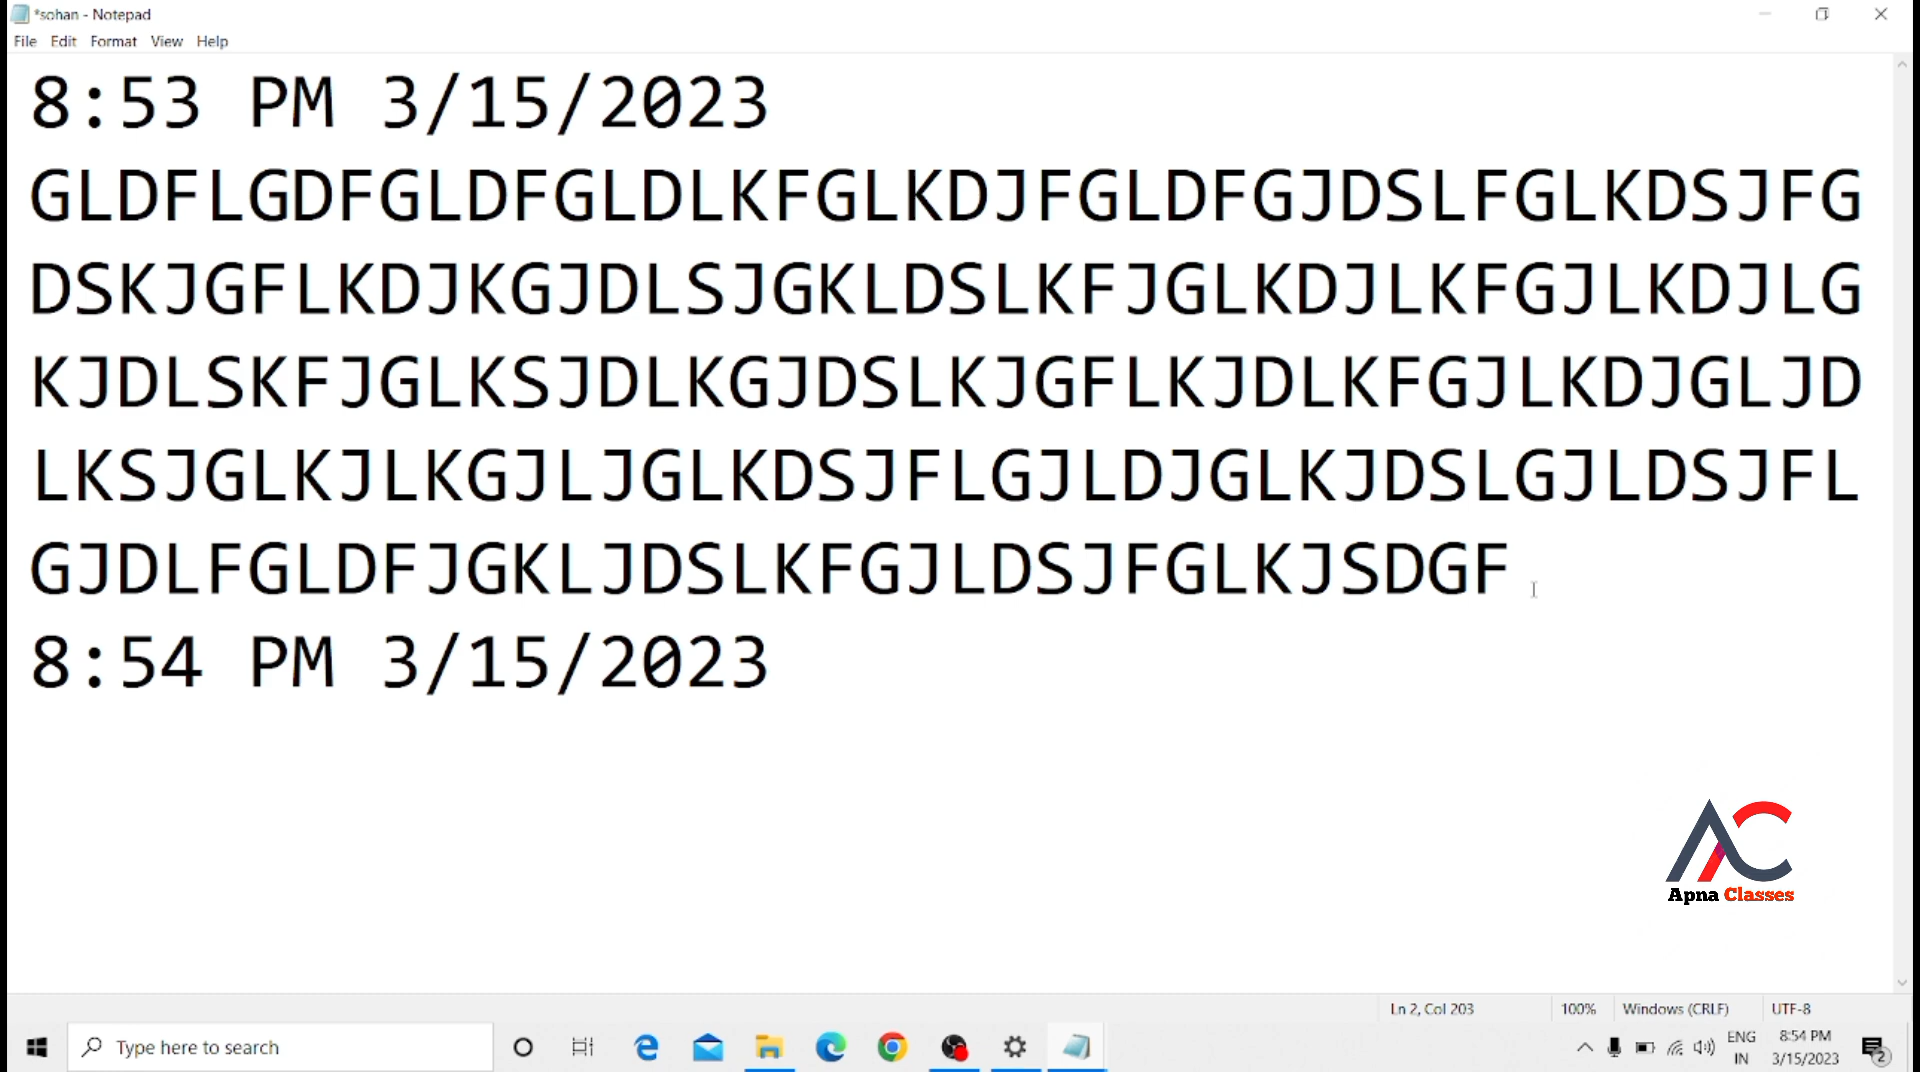 *sohan - Notepad
File Edit Format View Help
8:53 PM 3/15/2023
GLDFLGDFGLDFGLDLKFGLKDJFGLDFGJDSLFGLKDSJFG
DSKJGFLKDJKGJDLSJGKLDSLKFJGLKDJLKFGJLKDJLG
KJDLSKFJGLKSJDLKGJDSLKJGFLKJDLKFGJLKDJGLJD
LKSJGLKJLKGJLJGLKDSJFLGJLDJGLKJDSLGJLDSJFL
GJDLFGLDFJGKLJDSLKFGJLDSJFGLKJSDGF
8:54 PM 3/15/2023
AC
Apna Classes
Ln 2, Col 203 100% Windows (CRLF) UTF-8
Type here to search
ENG
IN
8:54 PM
3/15/2023
2